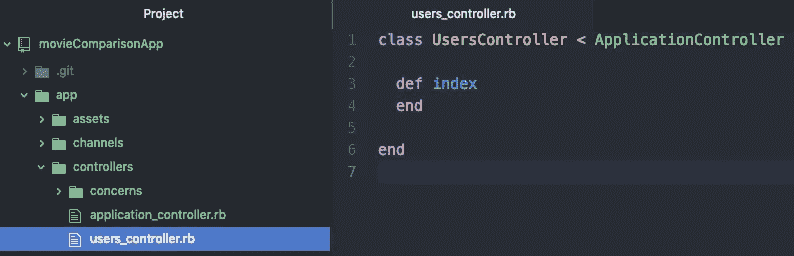 Project
movieComparisonApp
.git
app
assets
channels
controllers
concerns
application_controller.rb
users_controller.rb
users_controller.rb
1 class UsersController < ApplicationController
2
3   def index
4   end
5
6 end
7